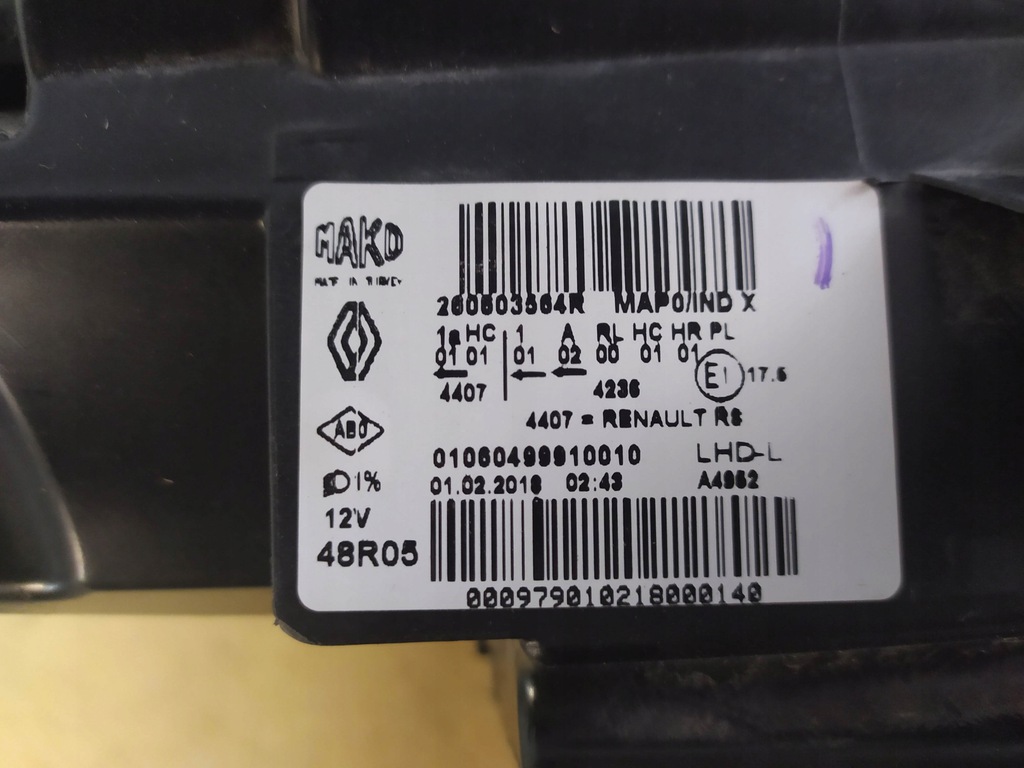 MAKO
MADE IN TURKEY
260603564R MAP0/IND X
1a HC 1 A RL HC HR PL
01 01 01 02 00 01 01
E1 17.5
4407 4236
4407 = RENAULT R8
ABO
01060499910010 LHD-L
1%
01.02.2018 02:43 A4952
12V
48R05
000979010218000140